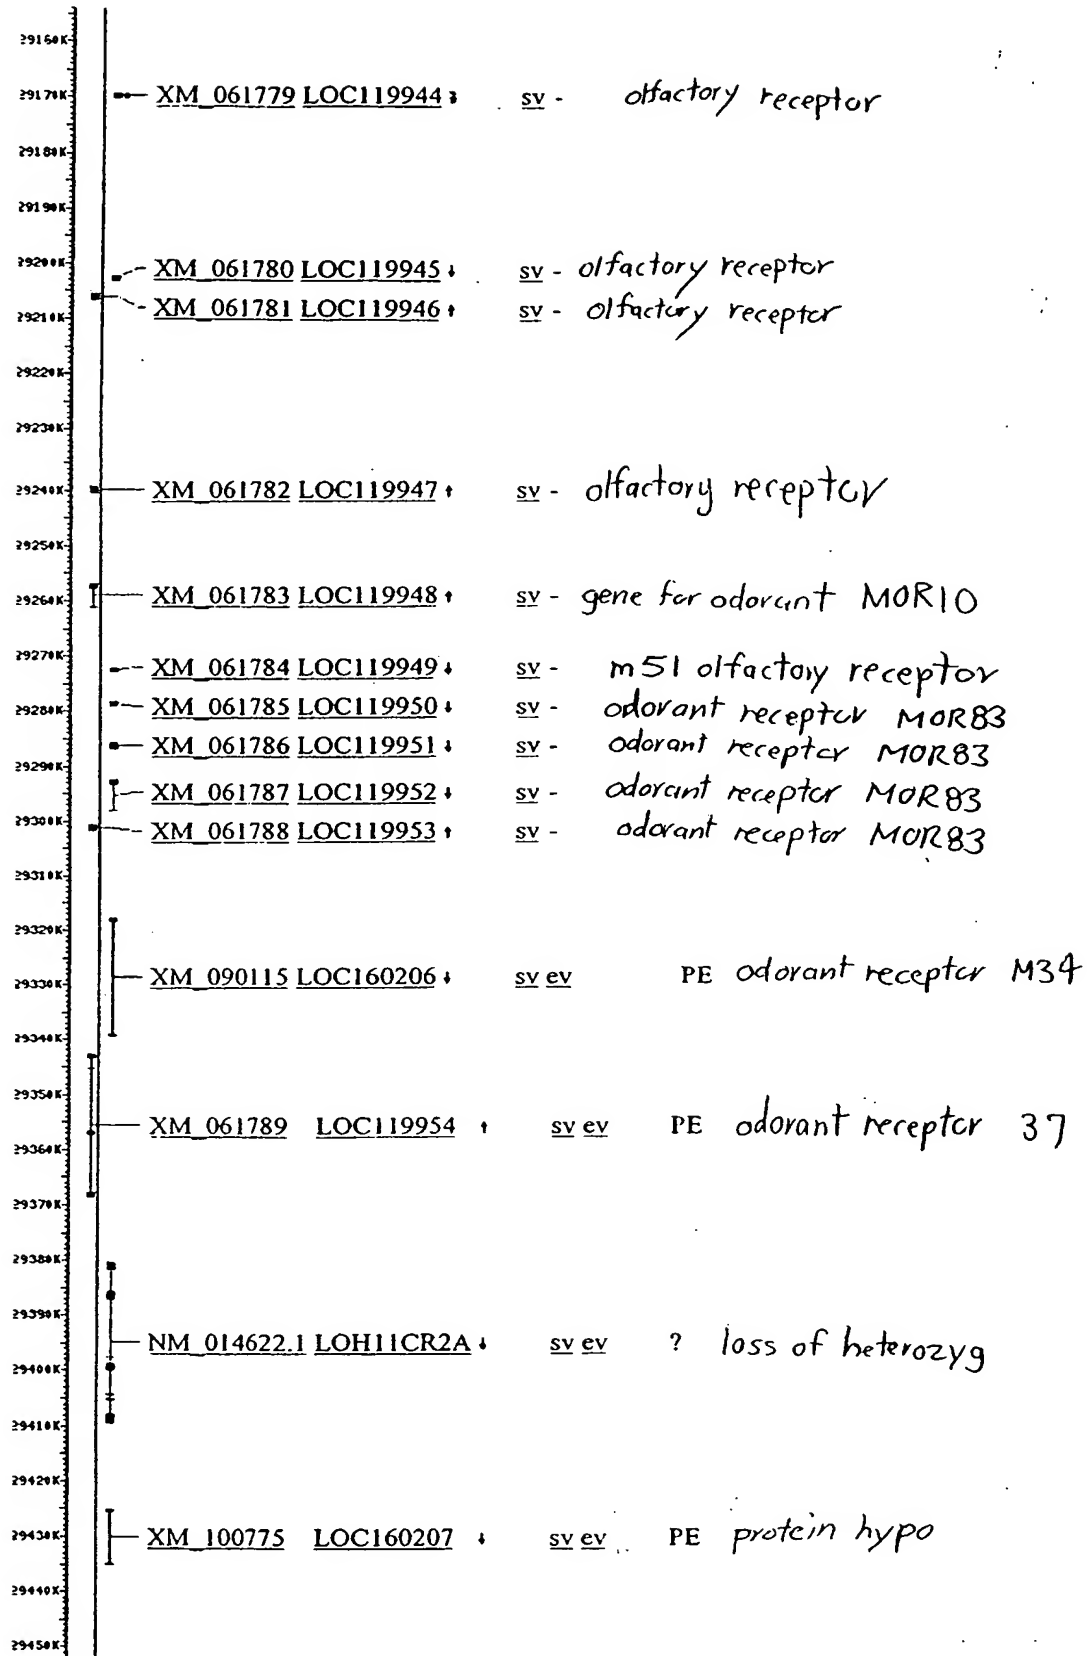 29160K
29170K XM_061779 LOC119944 ↓ sv - olfactory receptor
29180K
29190K
29200K XM_061780 LOC119945 ↓ sv - olfactory receptor
29210K XM_061781 LOC119946 ↑ sv - olfactory receptor
29220K
29230K
29240K XM_061782 LOC119947 ↑ sv - olfactory receptor
29250K
29260K XM_061783 LOC119948 ↑ sv - gene for odorant MOR10
29270K XM_061784 LOC119949 ↓ sv - m51 olfactory receptor
29280K XM_061785 LOC119950 ↓ sv - odorant receptor MOR83
XM_061786 LOC119951 ↓ sv - odorant receptor MOR83
29290K XM_061787 LOC119952 ↓ sv - odorant receptor MOR83
29300K XM_061788 LOC119953 ↑ sv - odorant receptor MOR83
29310K
29320K
29330K XM_090115 LOC160206 ↓ sv ev PE odorant receptor M34
29340K
29350K
XM_061789 LOC119954 ↑ sv ev PE odorant receptor 37
29360K
29370K
29380K
29390K
NM_014622.1 LOH11CR2A ↓ sv ev ? loss of heterozyg
29400K
29410K
29420K
29430K XM_100775 LOC160207 ↓ sv ev PE protein hypo
29440K
29450K